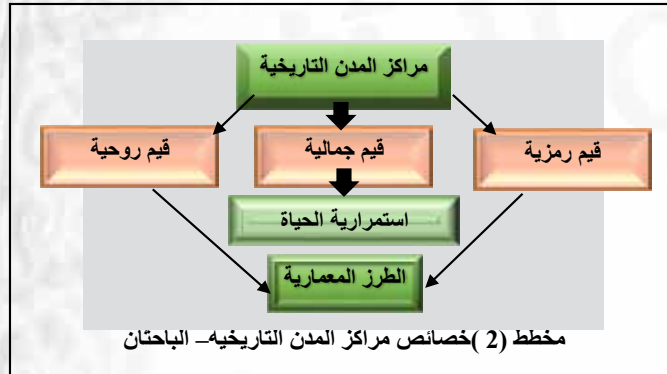 مراكز المدن التاريخية
قيم رمزية
قيم جمالية
قيم روحية
استمرارية الحياة
الطرز المعمارية
مخطط (2 )خصائص مراكز المدن التاريخيه– الباحتان